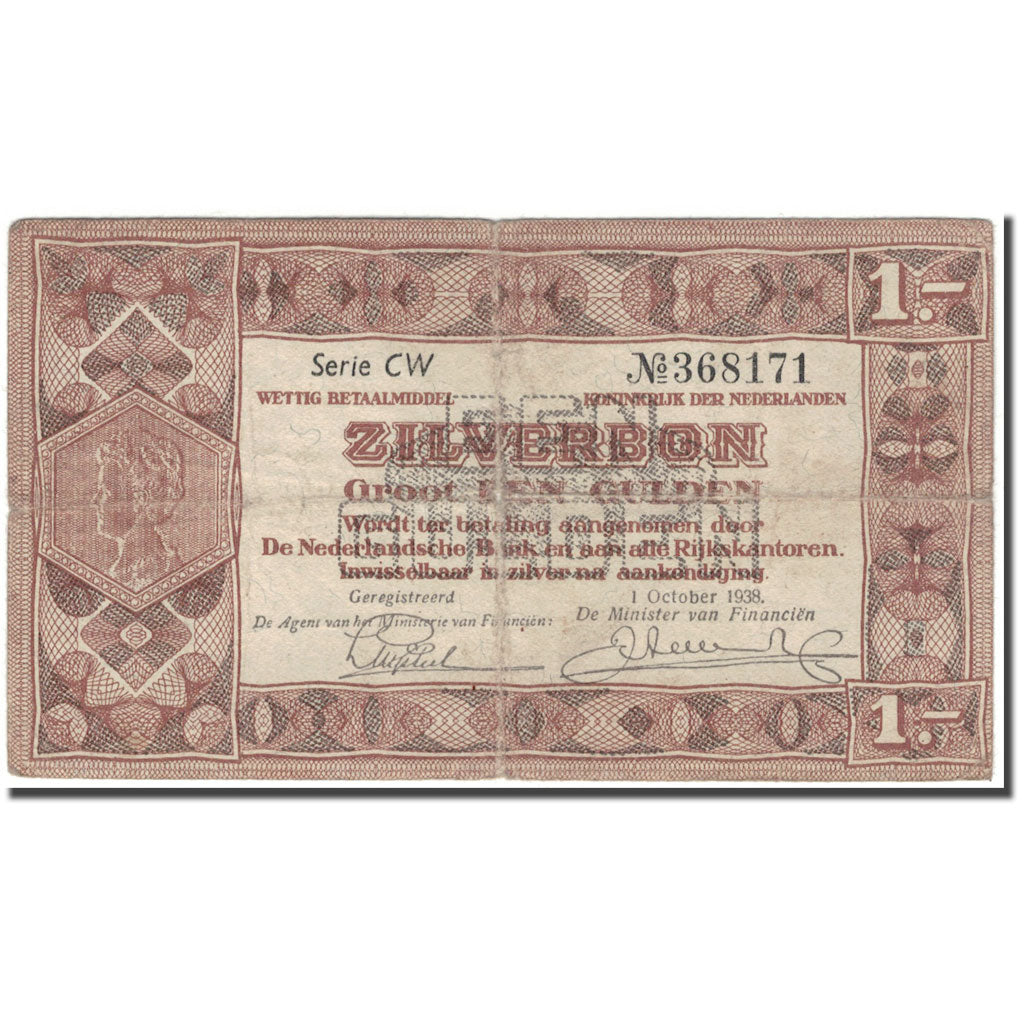 1.-
Serie CW №368171
WETTIG BETAALMIDDEL KONINKRIJK DER NEDERLANDEN
EEN
ZILVERBON
Groot EEN GULDEN
GULDEN
Wordt ter betaling aangenomen door
De Nederlandsche Bank en aan alle Rijkskantoren.
Inwisselbaar in zilver na aankondiging.
Geregistreerd 1 October 1938.
De Agent van het Ministerie van Financiën: De Minister van Financiën
1.-